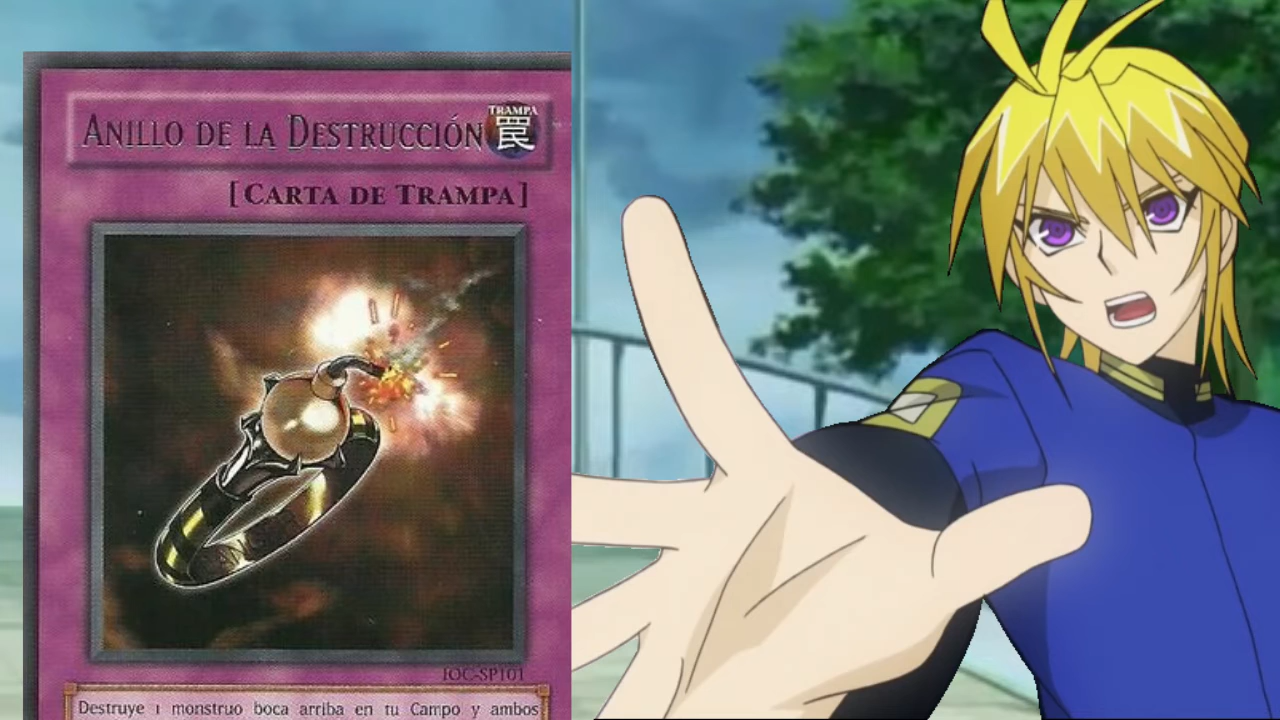 ANILLO DE LA DESTRUCCIÓN
TRAMPA
罠
[CARTA DE TRAMPA]
IOC-SP101
Destruye 1 monstruo boca arriba en tu Campo y ambos